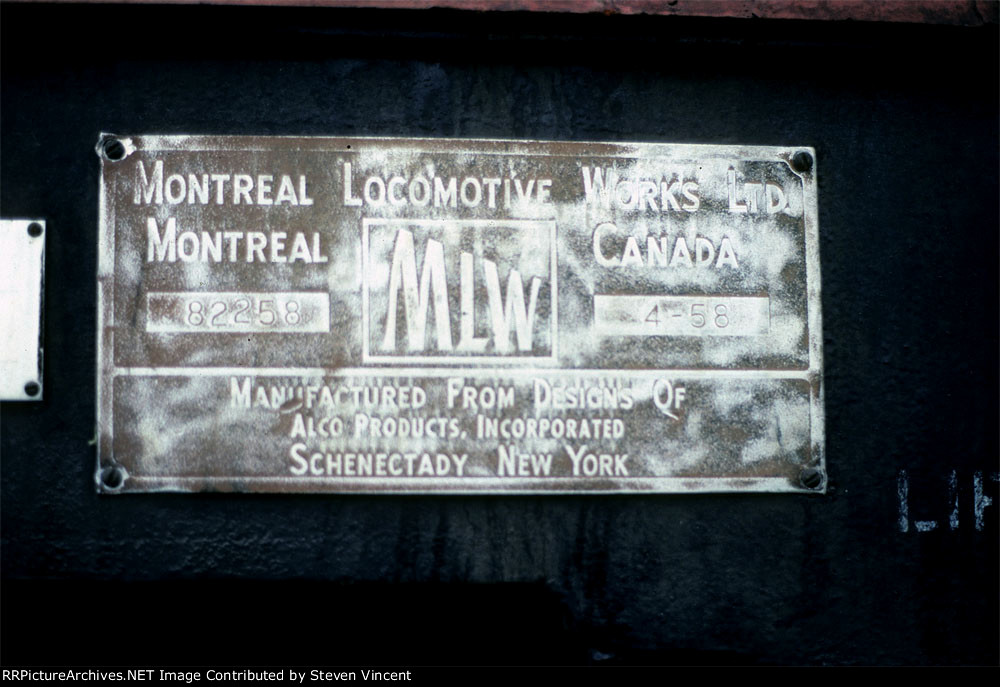 MONTREAL LOCOMOTIVE WORKS LTD.
MONTREAL CANADA
MLW
82258 4-58
MANUFACTURED FROM DESIGNS OF
ALCO PRODUCTS, INCORPORATED
SCHENECTADY NEW YORK
RRPictureArchives.NET Image Contributed by Steven Vincent